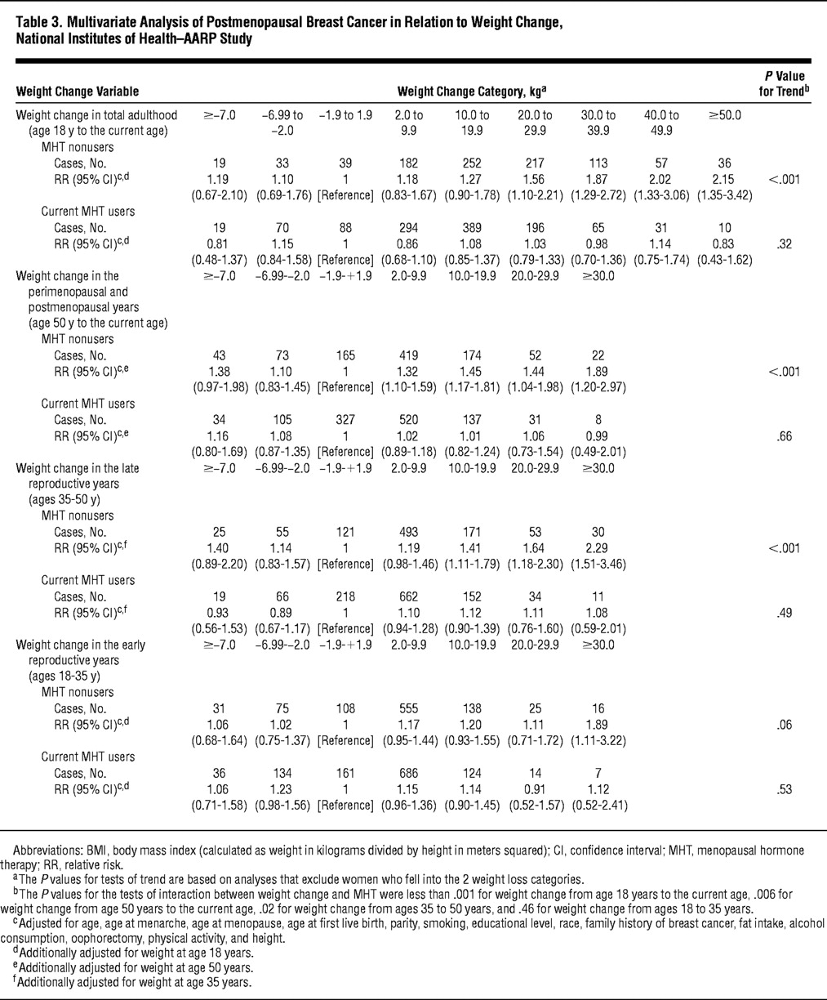 Table 3. Multivariate Analysis of Postmenopausal Breast Cancer in Relation to Weight Change,
National Institutes of Health–AARP Study
Weight Change Variable Weight Change Category, kg^a P Value for Trend^b
Weight change in total adulthood ≥−7.0 −6.99 to −1.9 to 1.9 2.0 to 10.0 to 20.0 to 30.0 to 40.0 to ≥50.0
(age 18 y to the current age) −2.0 9.9 19.9 29.9 39.9 49.9
MHT nonusers
Cases, No. 19 33 39 182 252 217 113 57 36
RR (95% CI)^c,d 1.19 1.10 1 1.18 1.27 1.56 1.87 2.02 2.15 <.001
(0.67-2.10) (0.69-1.76) [Reference] (0.83-1.67) (0.90-1.78) (1.10-2.21) (1.29-2.72) (1.33-3.06) (1.35-3.42)
Current MHT users
Cases, No. 19 70 88 294 389 196 65 31 10
RR (95% CI)^c,d 0.81 1.15 1 0.86 1.08 1.03 0.98 1.14 0.83 .32
(0.48-1.37) (0.84-1.58) [Reference] (0.68-1.10) (0.85-1.37) (0.79-1.33) (0.70-1.36) (0.75-1.74) (0.43-1.62)
Weight change in the ≥−7.0 −6.99-−2.0 −1.9-+1.9 2.0-9.9 10.0-19.9 20.0-29.9 ≥30.0
perimenopausal and
postmenopausal years
(age 50 y to the current age)
MHT nonusers
Cases, No. 43 73 165 419 174 52 22
RR (95% CI)^c,e 1.38 1.10 1 1.32 1.45 1.44 1.89 <.001
(0.97-1.98) (0.83-1.45) [Reference] (1.10-1.59) (1.17-1.81) (1.04-1.98) (1.20-2.97)
Current MHT users
Cases, No. 34 105 327 520 137 31 8
RR (95% CI)^c,e 1.16 1.08 1 1.02 1.01 1.06 0.99 .66
(0.80-1.69) (0.87-1.35) [Reference] (0.89-1.18) (0.82-1.24) (0.73-1.54) (0.49-2.01)
Weight change in the late ≥−7.0 −6.99-−2.0 −1.9-+1.9 2.0-9.9 10.0-19.9 20.0-29.9 ≥30.0
reproductive years
(ages 35-50 y)
MHT nonusers
Cases, No. 25 55 121 493 171 53 30
RR (95% CI)^c,f 1.40 1.14 1 1.19 1.41 1.64 2.29 <.001
(0.89-2.20) (0.83-1.57) [Reference] (0.98-1.46) (1.11-1.79) (1.18-2.30) (1.51-3.46)
Current MHT users
Cases, No. 19 66 218 662 152 34 11
RR (95% CI)^c,f 0.93 0.89 1 1.10 1.12 1.11 1.08 .49
(0.56-1.53) (0.67-1.17) [Reference] (0.94-1.28) (0.90-1.39) (0.76-1.60) (0.59-2.01)
Weight change in the early ≥−7.0 −6.99-−2.0 −1.9-+1.9 2.0-9.9 10.0-19.9 20.0-29.9 ≥30.0
reproductive years
(ages 18-35 y)
MHT nonusers
Cases, No. 31 75 108 555 138 25 16
RR (95% CI)^c,d 1.06 1.02 1 1.17 1.20 1.11 1.89 .06
(0.68-1.64) (0.75-1.37) [Reference] (0.95-1.44) (0.93-1.55) (0.71-1.72) (1.11-3.22)
Current MHT users
Cases, No. 36 134 161 686 124 14 7
RR (95% CI)^c,d 1.06 1.23 1 1.15 1.14 0.91 1.12 .53
(0.71-1.58) (0.98-1.56) [Reference] (0.96-1.36) (0.90-1.45) (0.52-1.57) (0.52-2.41)
Abbreviations: BMI, body mass index (calculated as weight in kilograms divided by height in meters squared); CI, confidence interval; MHT, menopausal hormone
therapy; RR, relative risk.
^a The P values for tests of trend are based on analyses that exclude women who fell into the 2 weight loss categories.
^b The P values for the tests of interaction between weight change and MHT were less than .001 for weight change from age 18 years to the current age, .006 for
weight change from age 50 years to the current age, .02 for weight change from ages 35 to 50 years, and .46 for weight change from ages 18 to 35 years.
^c Adjusted for age, age at menarche, age at menopause, age at first live birth, parity, smoking, educational level, race, family history of breast cancer, fat intake, alcohol
consumption, oophorectomy, physical activity, and height.
^d Additionally adjusted for weight at age 18 years.
^e Additionally adjusted for weight at age 50 years.
^f Additionally adjusted for weight at age 35 years.